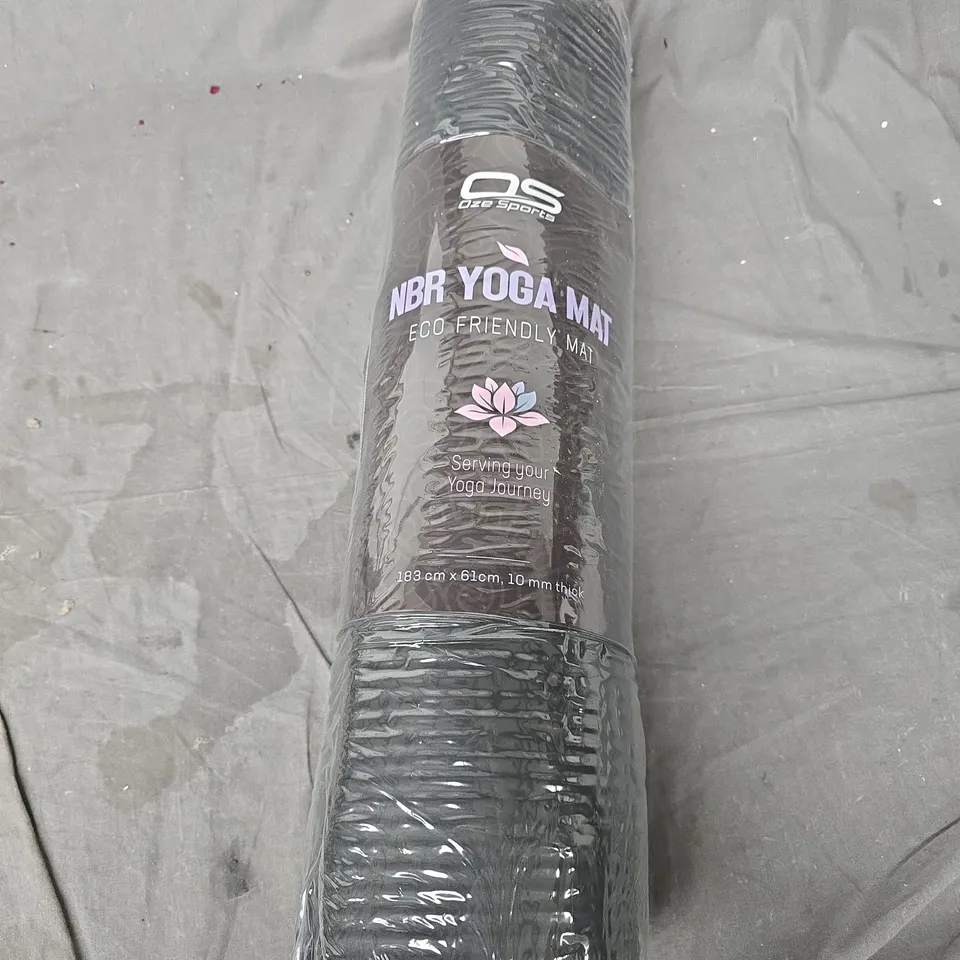 OS
Oze Sports
NBR YOGA MAT
ECO FRIENDLY MAT
Serving your
Yoga Journey
183 cm x 61cm, 10 mm thick